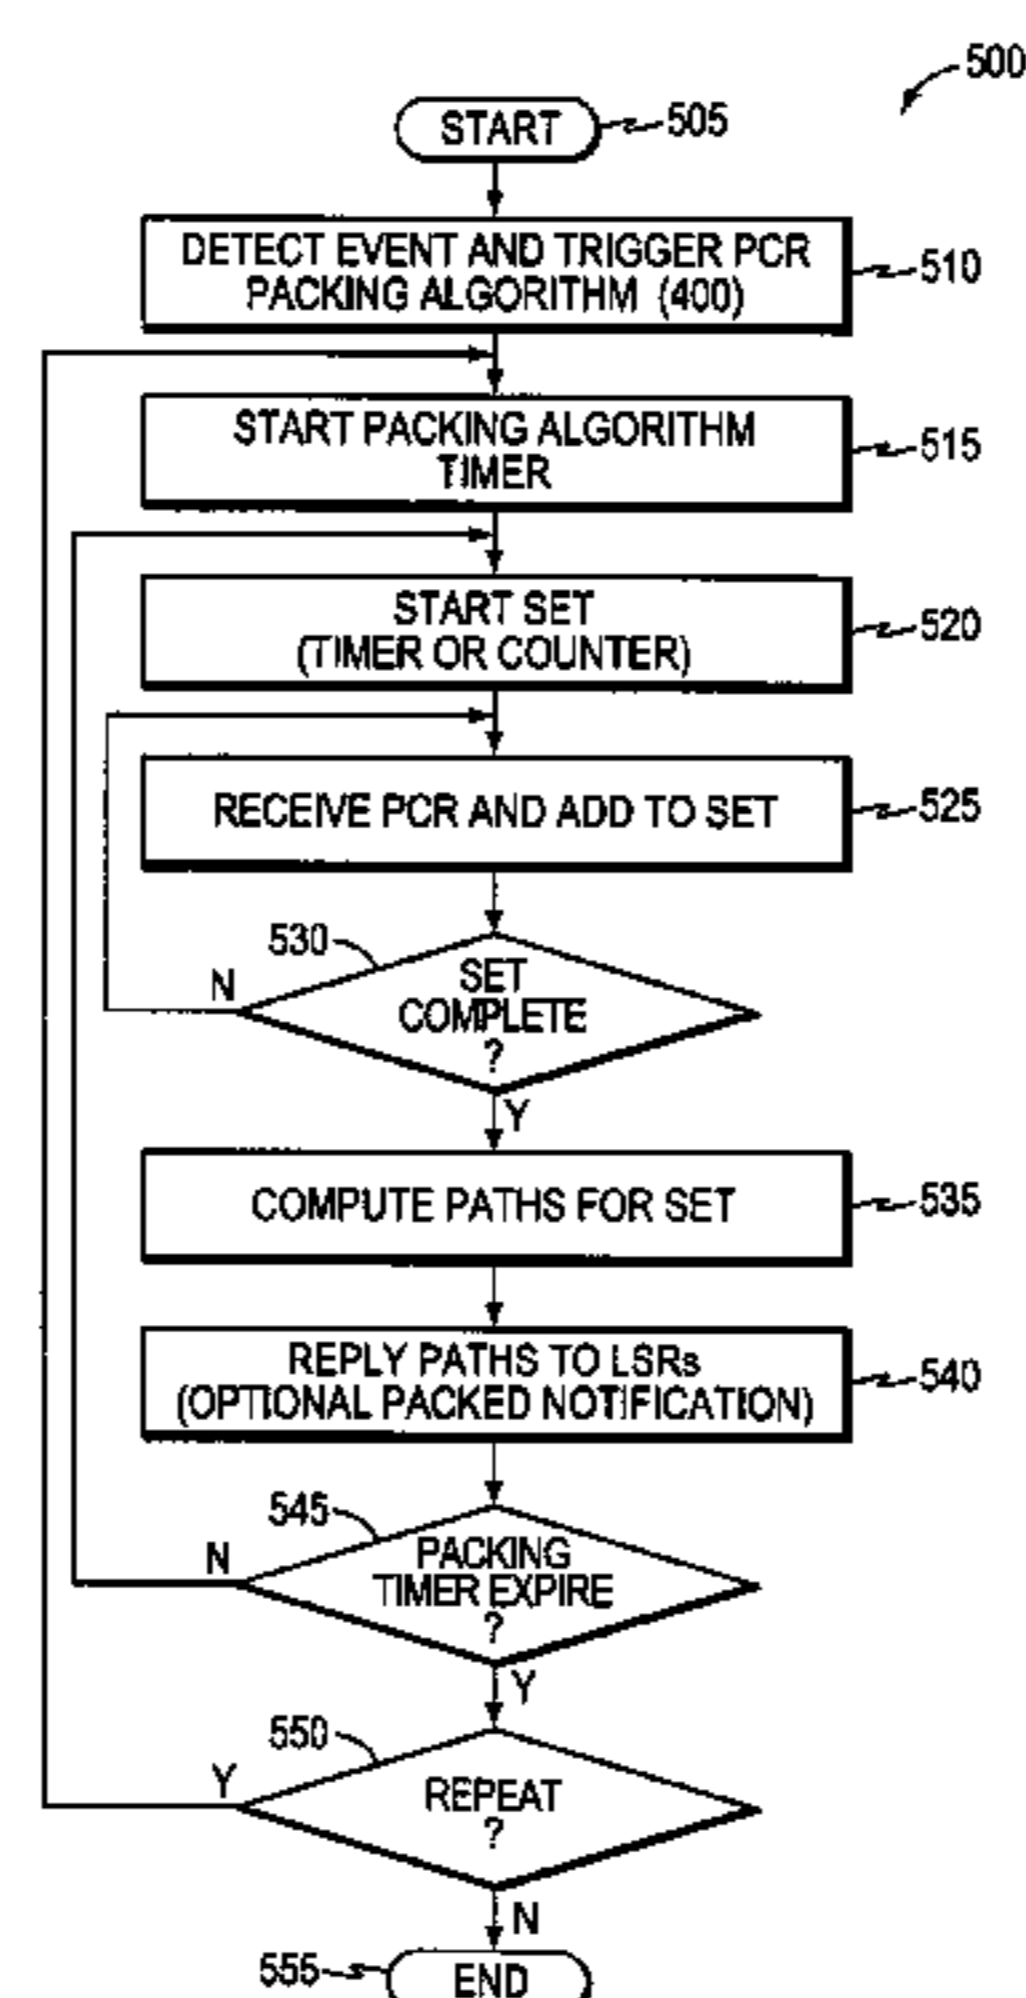 500
START
505
DETECT EVENT AND TRIGGER PCR
PACKING ALGORITHM (400)
510
START PACKING ALGORITHM
TIMER
515
START SET
(TIMER OR COUNTER)
520
RECEIVE PCR AND ADD TO SET
525
530
SET
COMPLETE
?
N
Y
COMPUTE PATHS FOR SET
535
REPLY PATHS TO LSRs
(OPTIONAL PACKED NOTIFICATION)
540
545
PACKING
TIMER EXPIRE
?
N
Y
550
REPEAT
?
Y
N
555
END